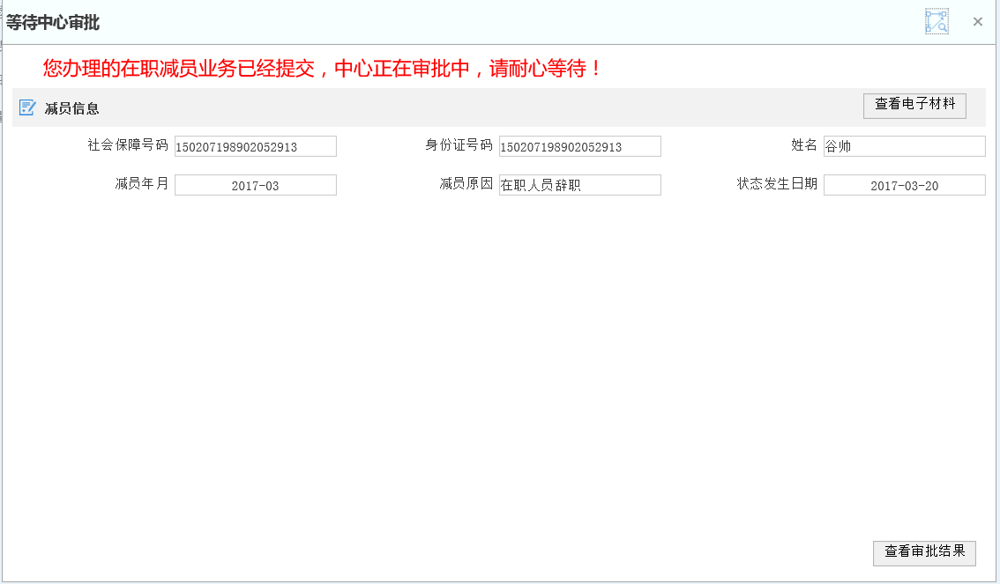 等待中心审批
您办理的在职减员业务已经提交，中心正在审批中，请耐心等待！
减员信息 查看电子材料
社会保障号码 150207198902052913 身份证号码 150207198902052913 姓名 谷帅
减员年月 2017-03 减员原因 在职人员辞职 状态发生日期 2017-03-20
查看审批结果